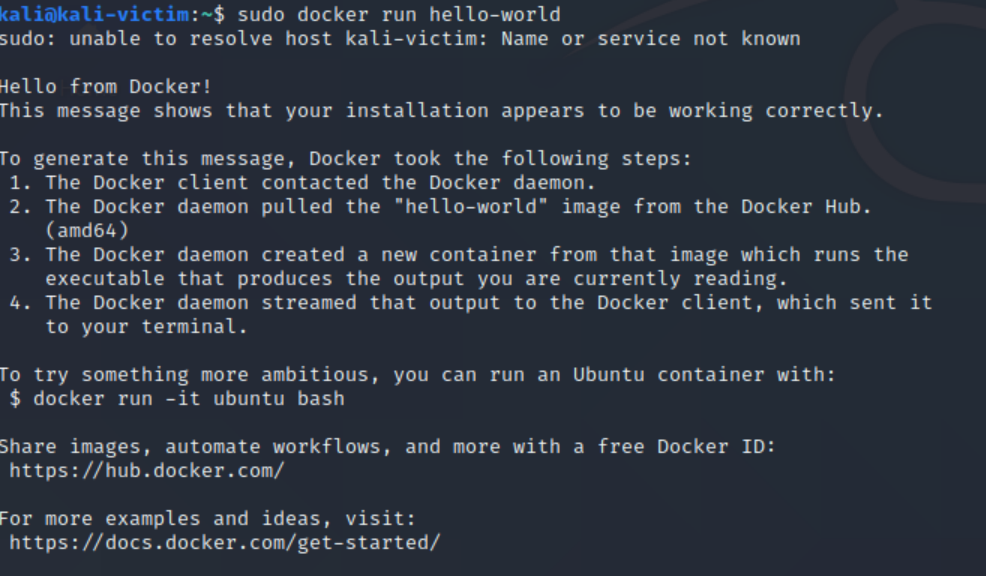 kali@kali-victim:~$ sudo docker run hello-world
sudo: unable to resolve host kali-victim: Name or service not known
Hello from Docker!
This message shows that your installation appears to be working correctly.
To generate this message, Docker took the following steps:
1. The Docker client contacted the Docker daemon.
2. The Docker daemon pulled the "hello-world" image from the Docker Hub.
(amd64)
3. The Docker daemon created a new container from that image which runs the
executable that produces the output you are currently reading.
4. The Docker daemon streamed that output to the Docker client, which sent it
to your terminal.
To try something more ambitious, you can run an Ubuntu container with:
$ docker run -it ubuntu bash
Share images, automate workflows, and more with a free Docker ID:
https://hub.docker.com/
For more examples and ideas, visit:
https://docs.docker.com/get-started/